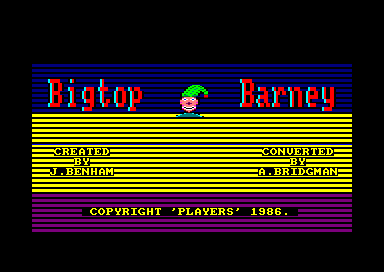 Bigtop Barney
CREATED CONVERTED
BY BY
J.BENHAM A.BRIDGMAN
COPYRIGHT 'PLAYERS' 1986.